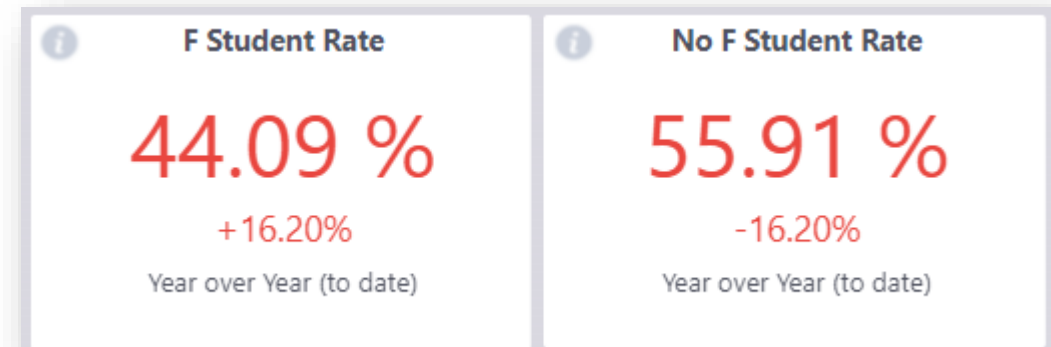 F Student Rate
44.09 %
+16.20%
Year over Year (to date)
No F Student Rate
55.91 %
-16.20%
Year over Year (to date)